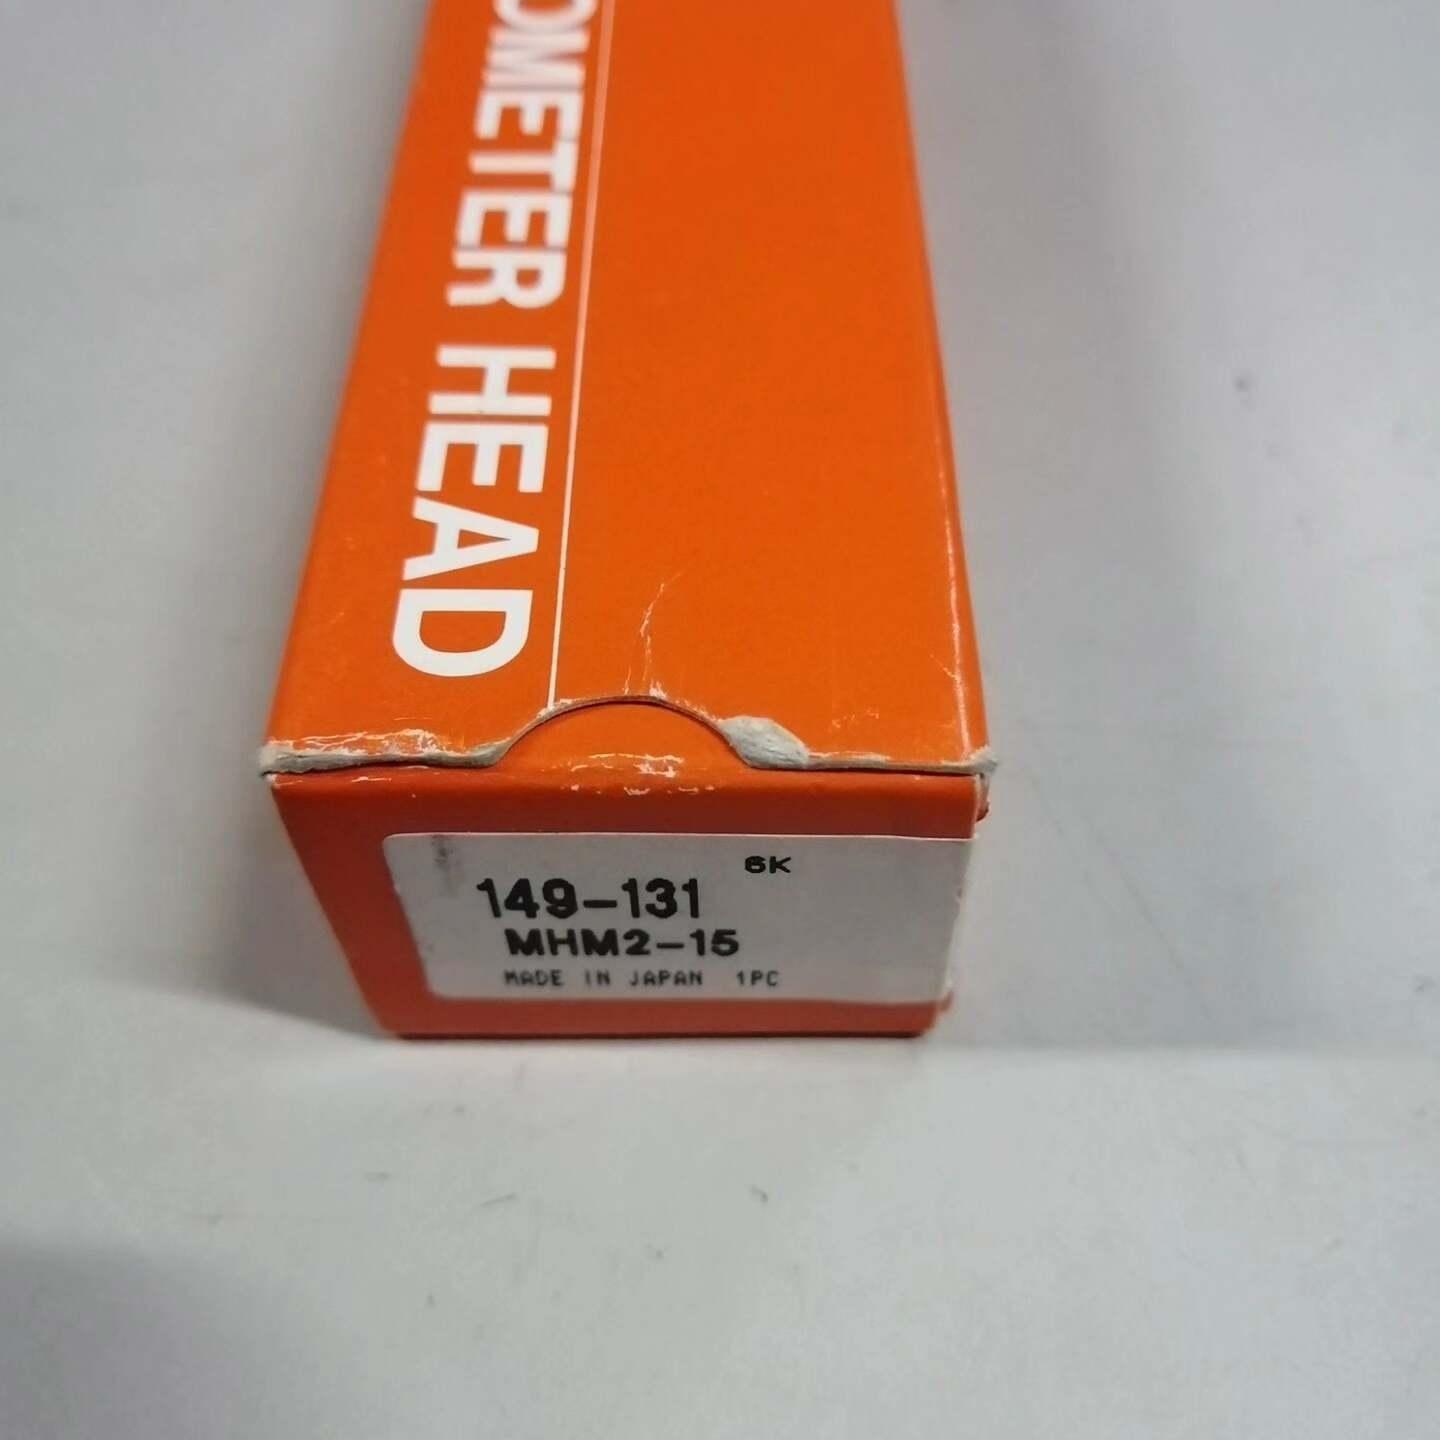 OMETER HEAD
6K
149-131
MHM2-15
MADE IN JAPAN 1PC